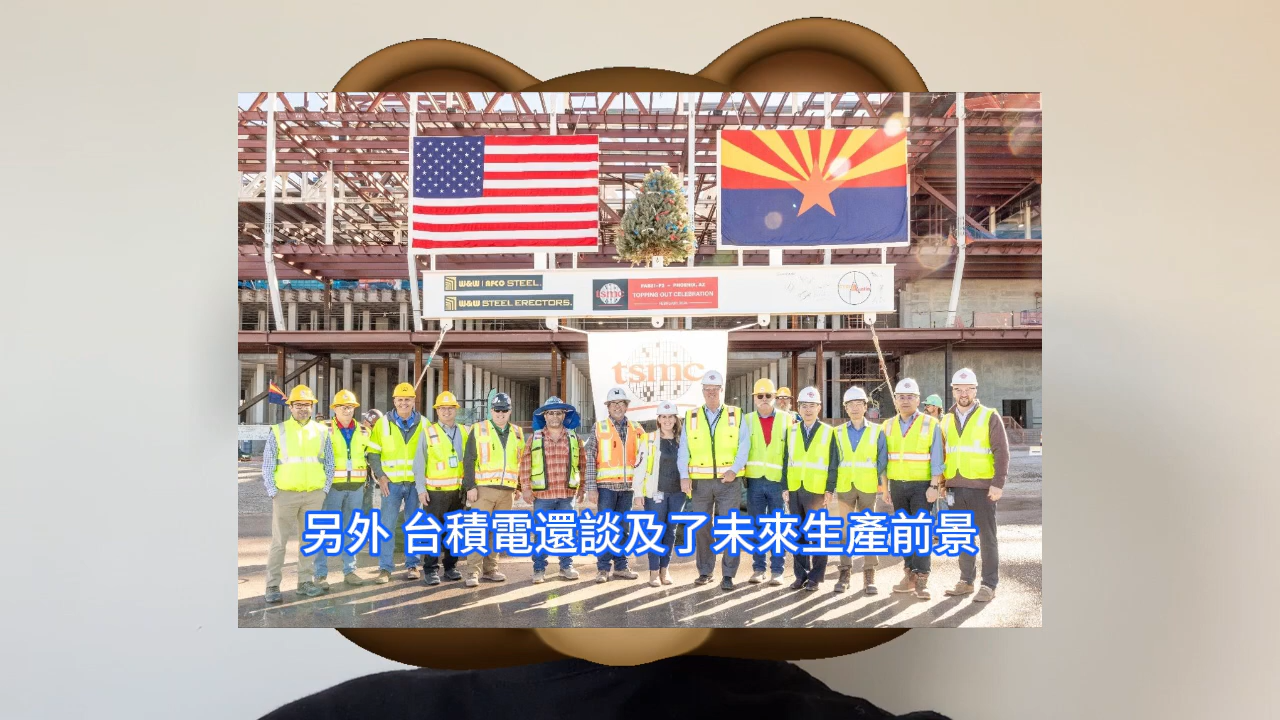 W&W | AFCO STEEL.
W&W STEEL ERECTORS.
tsmc
TOPPING OUT CELEBRATION
tsmc
另外 台積電還談及了未來生產前景